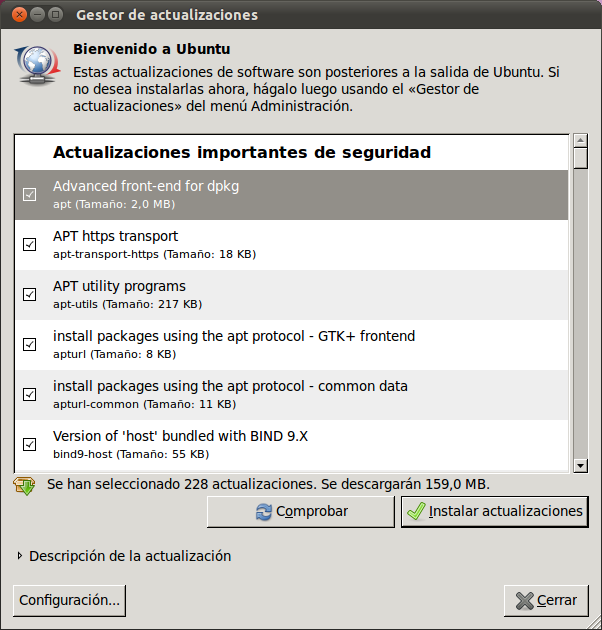 Gestor de actualizaciones
Bienvenido a Ubuntu
Estas actualizaciones de software son posteriores a la salida de Ubuntu. Si
no desea instalarlas ahora, hágalo luego usando el «Gestor de
actualizaciones» del menú Administración.
Actualizaciones importantes de seguridad
Advanced front-end for dpkg
apt (Tamaño: 2,0 MB)
APT https transport
apt-transport-https (Tamaño: 18 KB)
APT utility programs
apt-utils (Tamaño: 217 KB)
install packages using the apt protocol - GTK+ frontend
apturl (Tamaño: 8 KB)
install packages using the apt protocol - common data
apturl-common (Tamaño: 11 KB)
Version of 'host' bundled with BIND 9.X
bind9-host (Tamaño: 55 KB)
Se han seleccionado 228 actualizaciones. Se descargarán 159,0 MB.
Comprobar
Instalar actualizaciones
Descripción de la actualización
Configuración...
Cerrar